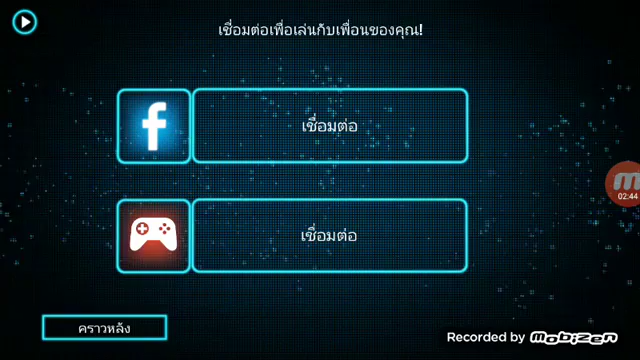 เชื่อมต่อเพื่อเล่นกับเพื่อนของคุณ!
เชื่อมต่อ
02:44
เชื่อมต่อ
คราวหลัง
Recorded by mobizen